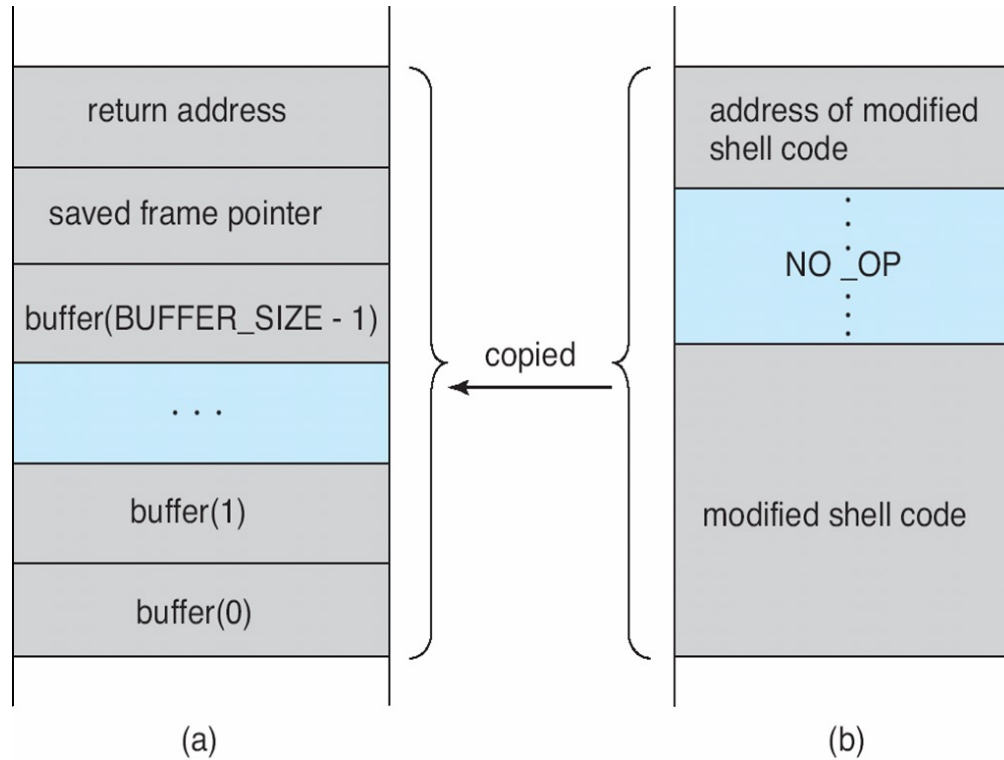 return address
saved frame pointer
buffer(BUFFER_SIZE - 1)
. . .
buffer(1)
buffer(0)
(a)
copied
address of modified
shell code
NO _OP
modified shell code
(b)